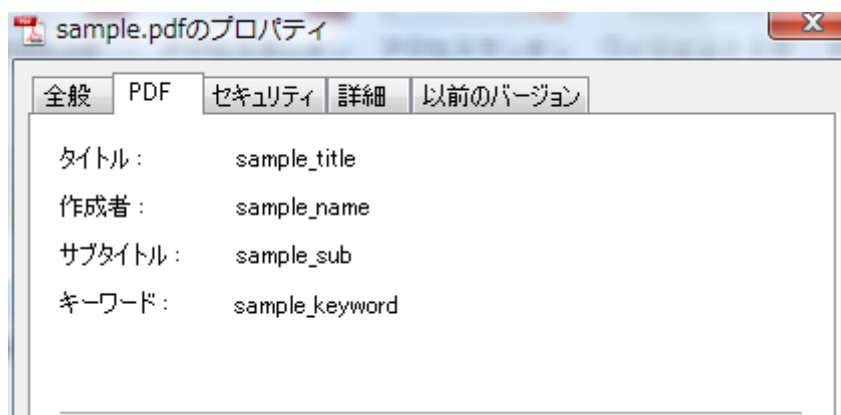 sample.pdfのプロパティ
全般 PDF セキュリティ 詳細 以前のバージョン
タイトル： sample_title
作成者： sample_name
サブタイトル： sample_sub
キーワード： sample_keyword